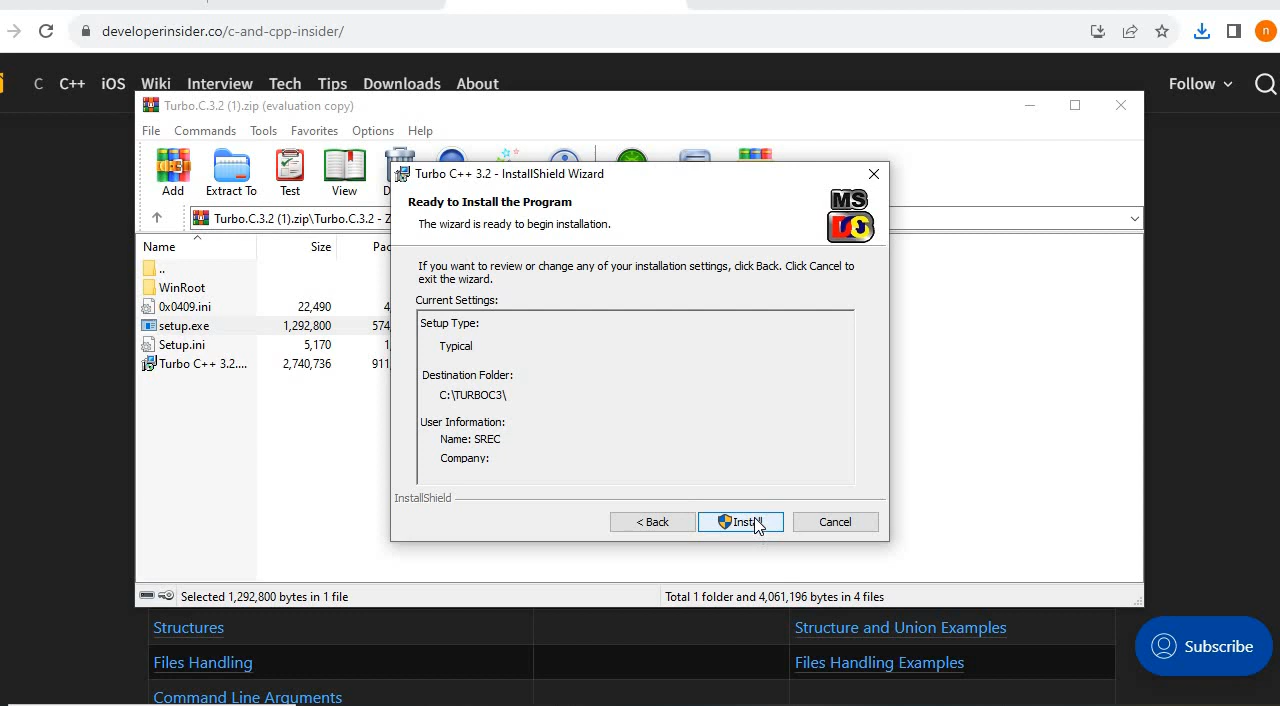 developerinsider.co/c-and-cpp-insider/
n
C C++ iOS Wiki Interview Tech Tips Downloads About Follow
Turbo.C.3.2 (1).zip (evaluation copy)
File Commands Tools Favorites Options Help
Add Extract To Test View
Turbo.C.3.2 (1).zip\Turbo.C.3.2 - Z
Name Size Pac
..
WinRoot
0x0409.ini 22,490 4
setup.exe 1,292,800 574
Setup.ini 5,170 1
Turbo C++ 3.2.... 2,740,736 911
Turbo C++ 3.2 - InstallShield Wizard
Ready to Install the Program
The wizard is ready to begin installation.
MS
DOS
If you want to review or change any of your installation settings, click Back. Click Cancel to
exit the wizard.
Current Settings:
Setup Type:
Typical
Destination Folder:
C:\TURBOC3\
User Information:
Name: SREC
Company:
InstallShield
< Back Install Cancel
Selected 1,292,800 bytes in 1 file Total 1 folder and 4,061,196 bytes in 4 files
Structures Structure and Union Examples
Files Handling Files Handling Examples
Command Line Arguments
Subscribe